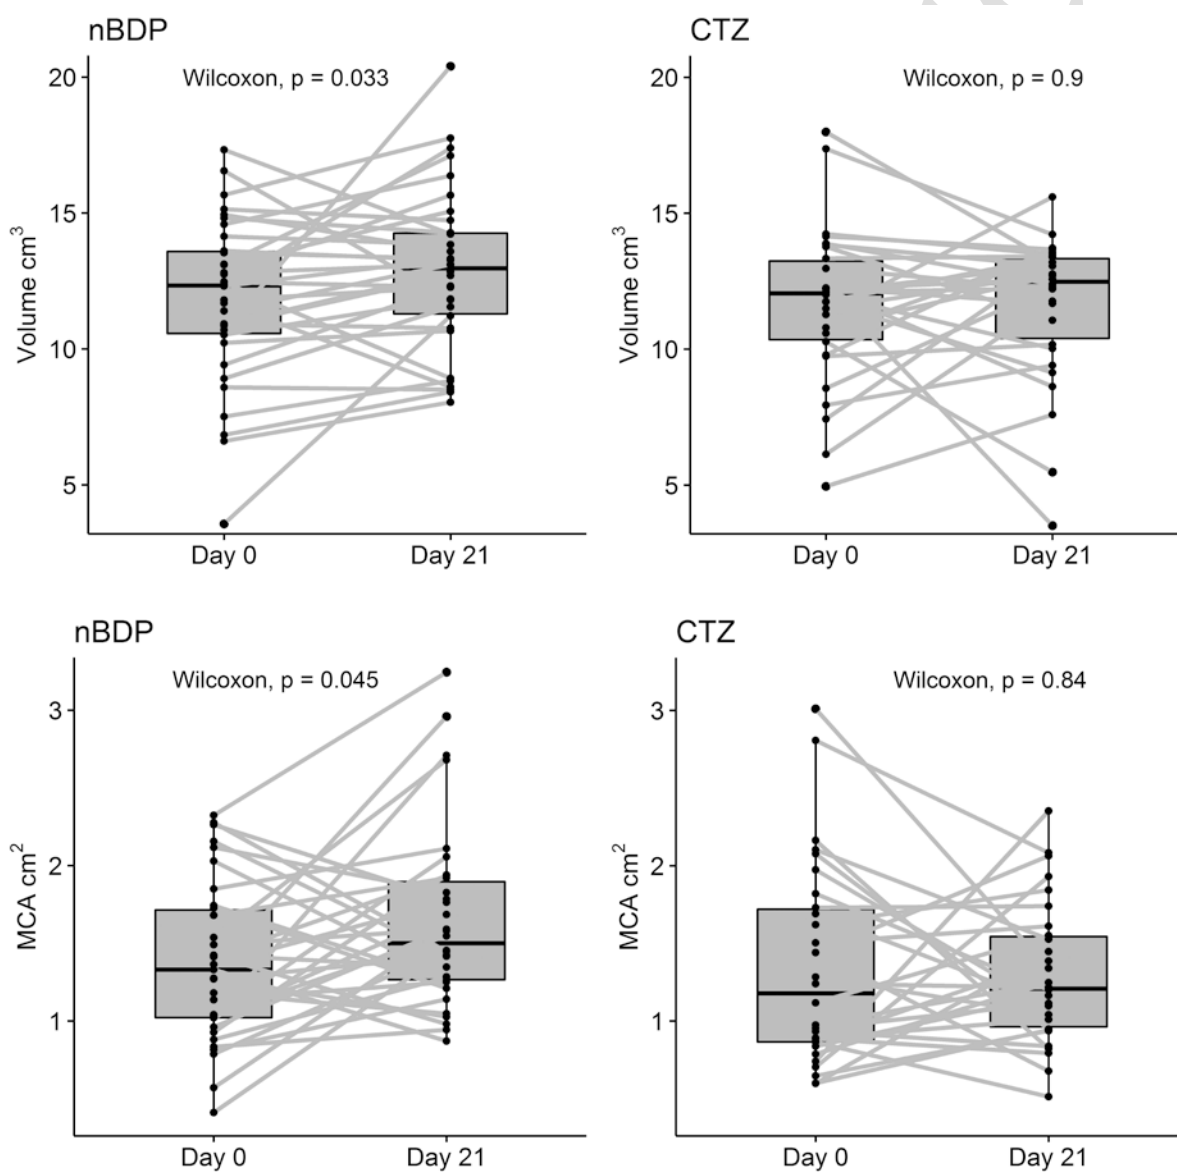 nBDP
CTZ
Wilcoxon, p = 0.033
Wilcoxon, p = 0.9
20
15
10
5
Volume cm³
Day 0
Day 21
20
15
10
5
Volume cm³
Day 0
Day 21
nBDP
CTZ
Wilcoxon, p = 0.045
Wilcoxon, p = 0.84
3
2
1
MCA cm²
Day 0
Day 21
3
2
1
MCA cm²
Day 0
Day 21